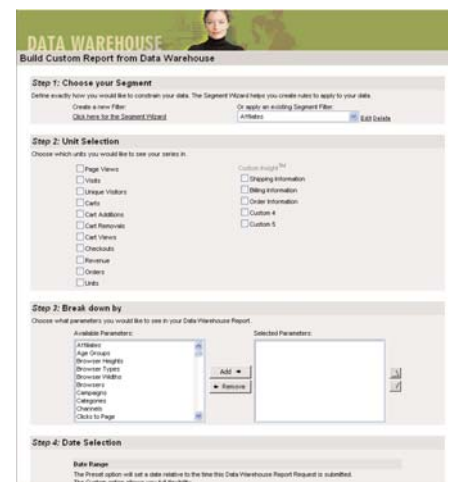 DATA WAREHOUSE
Build Custom Report from Data Warehouse
Step 1: Choose your Segment
Define exactly how you would like to constrain your data. The Segment Wizard helps you create rules to apply to your data.
Create a new Filter: Or apply an existing Segment Filter:
Click here for the Segment Wizard Affiliates Edit Delete
Step 2: Unit Selection
Choose which units you would like to see your series in.
Page Views Custom Insight™
Visits Shipping Information
Unique Visitors Billing Information
Carts Order Information
Cart Additions Custom 4
Cart Removals Custom 5
Cart Views
Checkouts
Revenue
Orders
Units
Step 3: Break down by
Choose what parameters you would like to see in your Data Warehouse Report.
Available Parameters: Selected Parameters:
Affiliates
Age Groups
Browser Heights
Browser Types
Browser Widths
Browsers
Campaigns
Categories
Channels
Clicks to Page
Add
Remove
Step 4: Date Selection
Date Range
The Preset option will set a date relative to the time this Data Warehouse Report Request is submitted.
The Custom option allows you full flexibility.